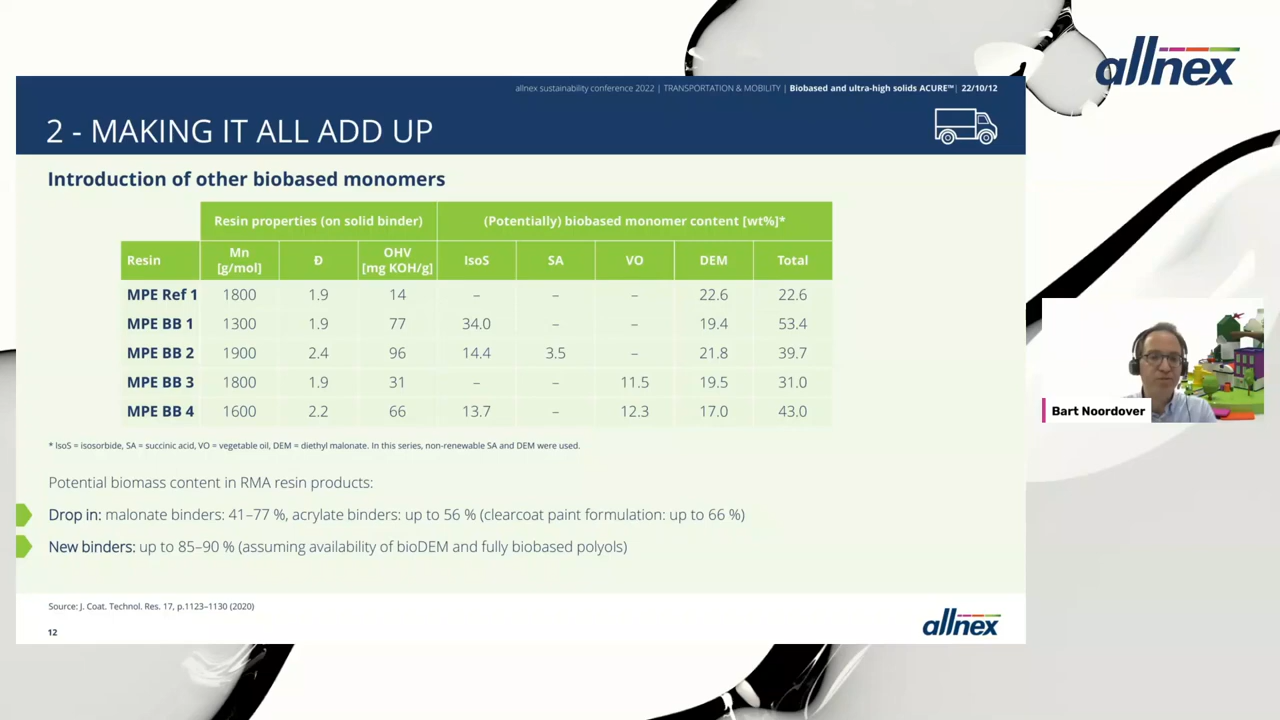 allnex
allnex sustainability conference 2022 | TRANSPORTATION & MOBILITY | Biobased and ultra-high solids ACURE™ | 22/10/12
2 - MAKING IT ALL ADD UP
Introduction of other biobased monomers
Resin properties (on solid binder) (Potentially) biobased monomer content [wt%]*
Resin Mn [g/mol] Đ OHV [mg KOH/g] IsoS SA VO DEM Total
MPE Ref 1 1800 1.9 14 – – – 22.6 22.6
MPE BB 1 1300 1.9 77 34.0 – – 19.4 53.4
MPE BB 2 1900 2.4 96 14.4 3.5 – 21.8 39.7
MPE BB 3 1800 1.9 31 – – 11.5 19.5 31.0
MPE BB 4 1600 2.2 66 13.7 – 12.3 17.0 43.0
* IsoS = isosorbide, SA = succinic acid, VO = vegetable oil, DEM = diethyl malonate. In this series, non-renewable SA and DEM were used.
Potential biomass content in RMA resin products:
Drop in: malonate binders: 41–77 %, acrylate binders: up to 56 % (clearcoat paint formulation: up to 66 %)
New binders: up to 85–90 % (assuming availability of bioDEM and fully biobased polyols)
Source: J. Coat. Technol. Res. 17, p.1123–1130 (2020)
12
allnex
Bart Noordover